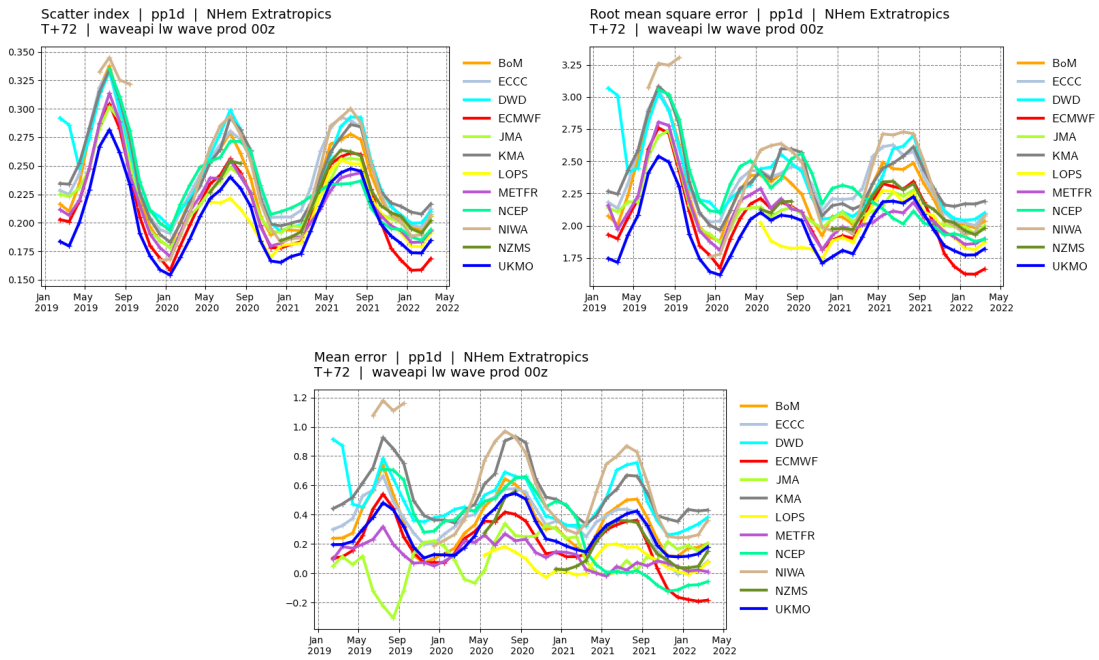 Scatter index | pp1d | NHem Extratropics
T+72 | waveapi lw wave prod 00z
0.350
0.325
0.300
0.275
0.250
0.225
0.200
0.175
0.150
Jan 2019
May 2019
Sep 2019
Jan 2020
May 2020
Sep 2020
Jan 2021
May 2021
Sep 2021
Jan 2022
May 2022
BoM
ECCC
DWD
ECMWF
JMA
KMA
LOPS
METFR
NCEP
NIWA
NZMS
UKMO
Root mean square error | pp1d | NHem Extratropics
T+72 | waveapi lw wave prod 00z
3.25
3.00
2.75
2.50
2.25
2.00
1.75
Jan 2019
May 2019
Sep 2019
Jan 2020
May 2020
Sep 2020
Jan 2021
May 2021
Sep 2021
Jan 2022
May 2022
BoM
ECCC
DWD
ECMWF
JMA
KMA
LOPS
METFR
NCEP
NIWA
NZMS
UKMO
Mean error | pp1d | NHem Extratropics
T+72 | waveapi lw wave prod 00z
1.2
1.0
0.8
0.6
0.4
0.2
0.0
−0.2
Jan 2019
May 2019
Sep 2019
Jan 2020
May 2020
Sep 2020
Jan 2021
May 2021
Sep 2021
Jan 2022
May 2022
BoM
ECCC
DWD
ECMWF
JMA
KMA
LOPS
METFR
NCEP
NIWA
NZMS
UKMO